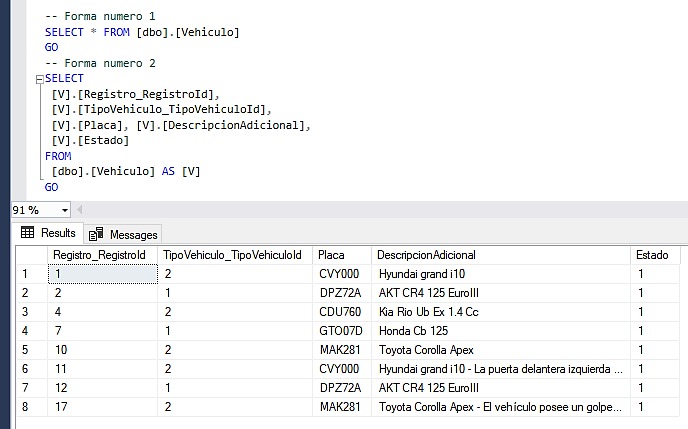 -- Forma numero 1
SELECT * FROM [dbo].[Vehiculo]
GO
-- Forma numero 2
SELECT
[V].[Registro_RegistroId],
[V].[TipoVehiculo_TipoVehiculoId],
[V].[Placa], [V].[DescripcionAdicional],
[V].[Estado]
FROM
[dbo].[Vehiculo] AS [V]
GO
91 %
Results Messages
Registro_RegistroId TipoVehiculo_TipoVehiculoId Placa DescripcionAdicional Estado
1 1 2 CVY000 Hyundai grand i10 1
2 2 1 DPZ72A AKT CR4 125 EuroIII 1
3 4 2 CDU760 Kia Rio Ub Ex 1.4 Cc 1
4 7 1 GTO07D Honda Cb 125 1
5 10 2 MAK281 Toyota Corolla Apex 1
6 11 2 CVY000 Hyundai grand i10 - La puerta delantera izquierda ... 1
7 12 1 DPZ72A AKT CR4 125 EuroIII 1
8 17 2 MAK281 Toyota Corolla Apex - El vehículo posee un golpe... 1